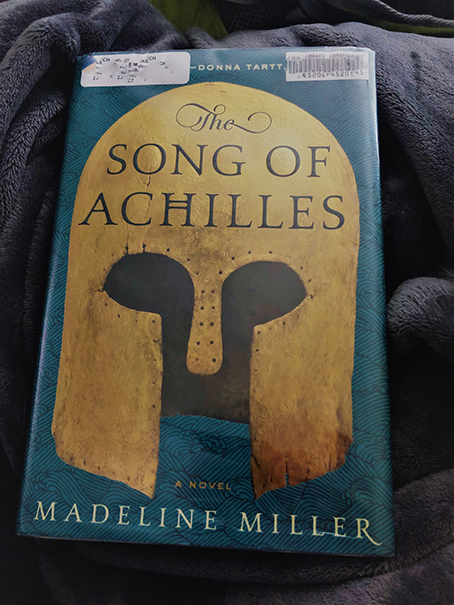 —DONNA TARTT,
The
SONG OF
ACHILLES
A NOVEL
MADELINE MILLER